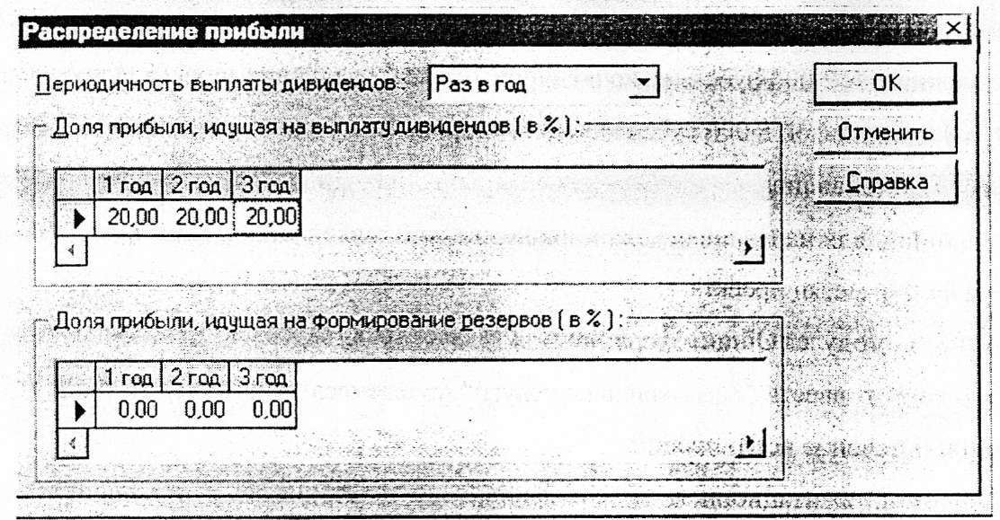 Распределение прибыли
Периодичность выплаты дивидендов: Раз в год
OK
Доля прибыли, идущая на выплату дивидендов ( в % ) :
Отменить
Справка
1 год 2 год 3 год
20,00 20,00 20,00
Доля прибыли, идущая на формирование резервов ( в % ) :
1 год 2 год 3 год
0,00 0,00 0,00